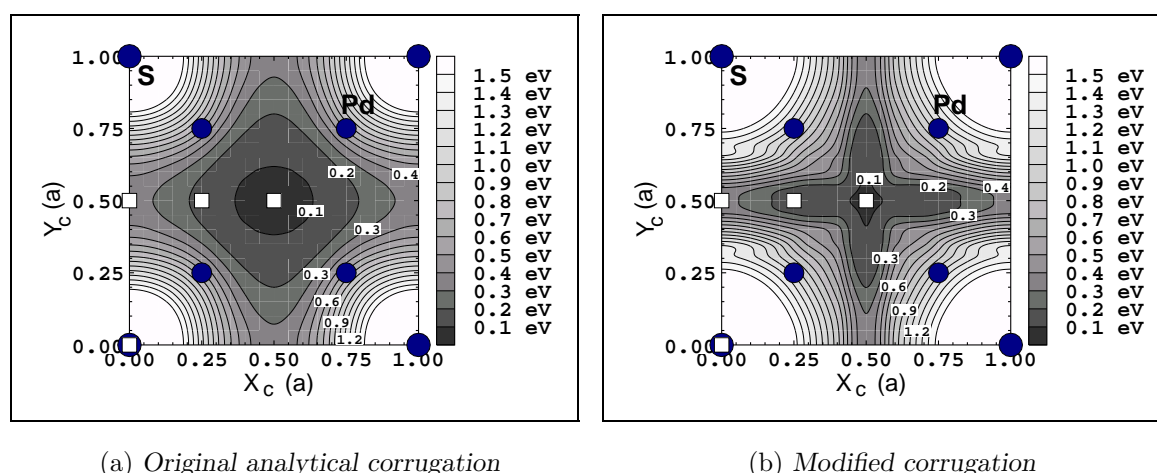 1.00
0.75
0.50
0.25
0.00
0.00 0.25 0.50 0.75 1.00
Y c (a)
X c (a)
S
Pd
0.2
0.4
0.1
0.3
0.3
0.6
0.9
1.2
1.5 eV
1.4 eV
1.3 eV
1.2 eV
1.1 eV
1.0 eV
0.9 eV
0.8 eV
0.7 eV
0.6 eV
0.5 eV
0.4 eV
0.3 eV
0.2 eV
0.1 eV
(a) Original analytical corrugation
1.00
0.75
0.50
0.25
0.00
0.00 0.25 0.50 0.75 1.00
Y c (a)
X c (a)
S
Pd
0.1
0.2
0.4
0.3
0.3
0.6
0.9
1.2
1.5 eV
1.4 eV
1.3 eV
1.2 eV
1.1 eV
1.0 eV
0.9 eV
0.8 eV
0.7 eV
0.6 eV
0.5 eV
0.4 eV
0.3 eV
0.2 eV
0.1 eV
(b) Modified corrugation